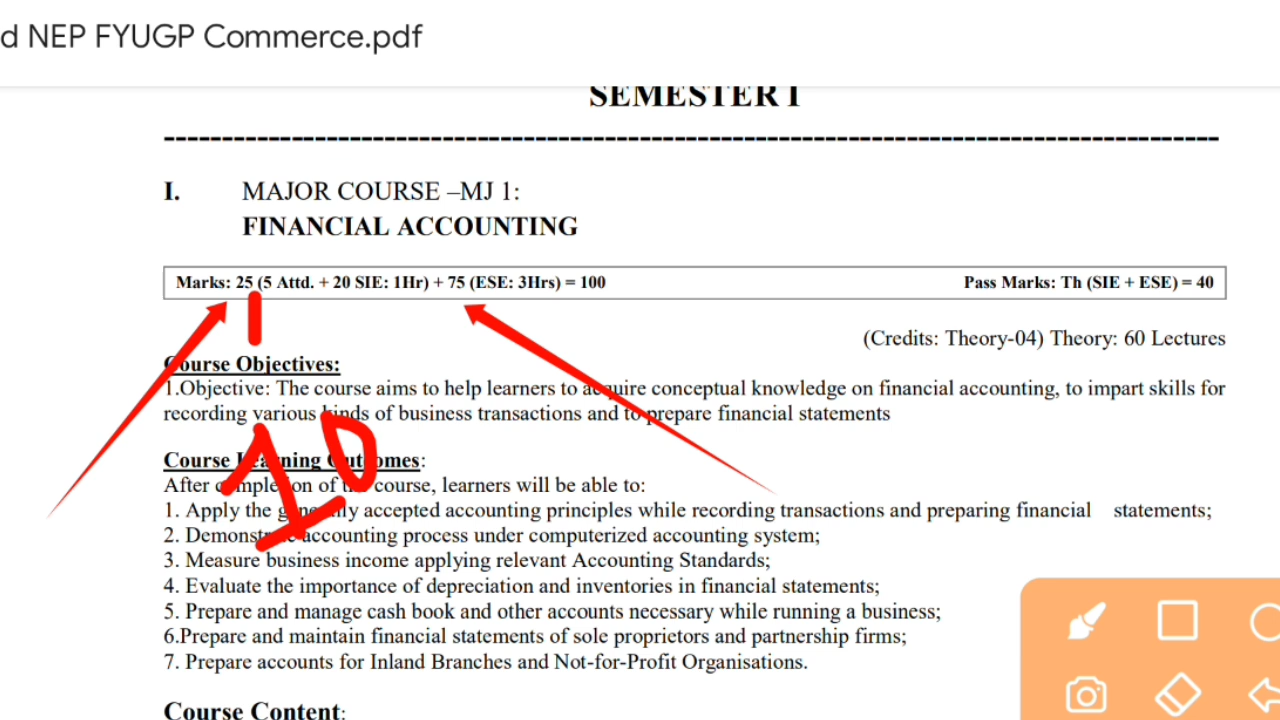 d NEP FYUGP Commerce.pdf
SEMESTER I
I. MAJOR COURSE –MJ 1:
FINANCIAL ACCOUNTING
Marks: 25 (5 Attd. + 20 SIE: 1Hr) + 75 (ESE: 3Hrs) = 100 Pass Marks: Th (SIE + ESE) = 40
(Credits: Theory-04) Theory: 60 Lectures
Course Objectives:
1.Objective: The course aims to help learners to acquire conceptual knowledge on financial accounting, to impart skills for
recording various kinds of business transactions and to prepare financial statements
Course Learning Outcomes:
After completion of the course, learners will be able to:
1. Apply the generally accepted accounting principles while recording transactions and preparing financial statements;
2. Demonstrate accounting process under computerized accounting system;
3. Measure business income applying relevant Accounting Standards;
4. Evaluate the importance of depreciation and inventories in financial statements;
5. Prepare and manage cash book and other accounts necessary while running a business;
6.Prepare and maintain financial statements of sole proprietors and partnership firms;
7. Prepare accounts for Inland Branches and Not-for-Profit Organisations.
Course Content: